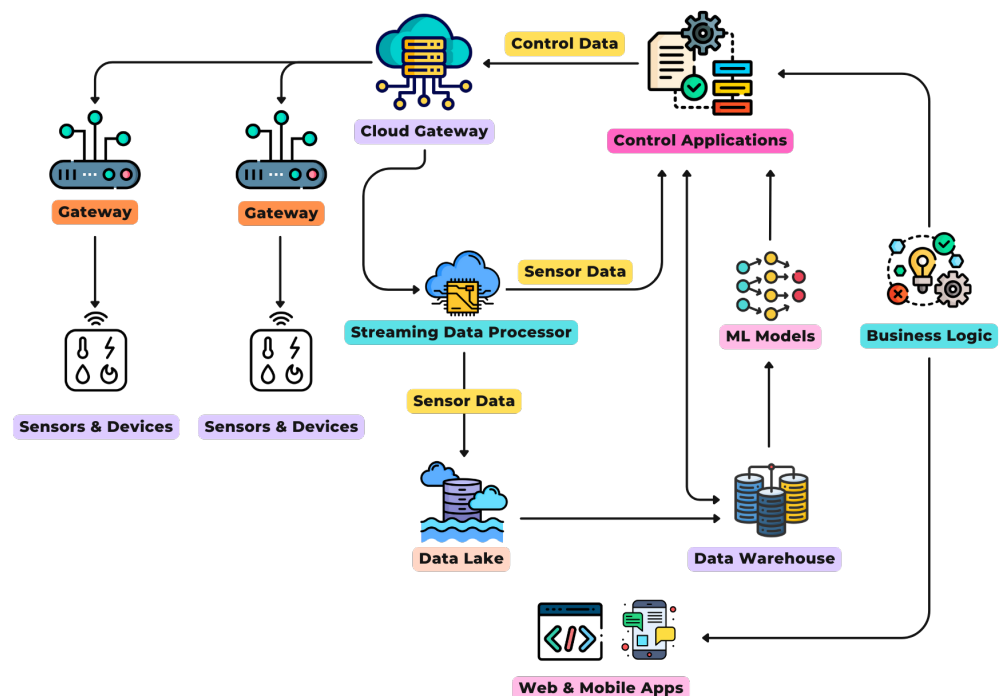 Control Data
Cloud Gateway
Control Applications
Gateway
Gateway
Sensor Data
Streaming Data Processor
ML Models
Business Logic
Sensor Data
Sensors & Devices
Sensors & Devices
Data Lake
Data Warehouse
Web & Mobile Apps